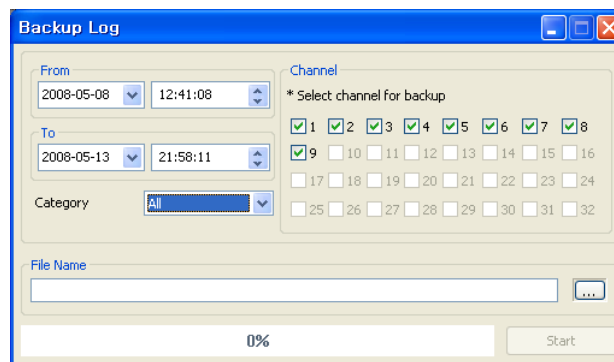 Backup Log
From
2008-05-08 12:41:08
To
2008-05-13 21:58:11
Category All
Channel
* Select channel for backup
1 2 3 4 5 6 7 8
9 10 11 12 13 14 15 16
17 18 19 20 21 22 23 24
25 26 27 28 29 30 31 32
File Name
...
0% Start